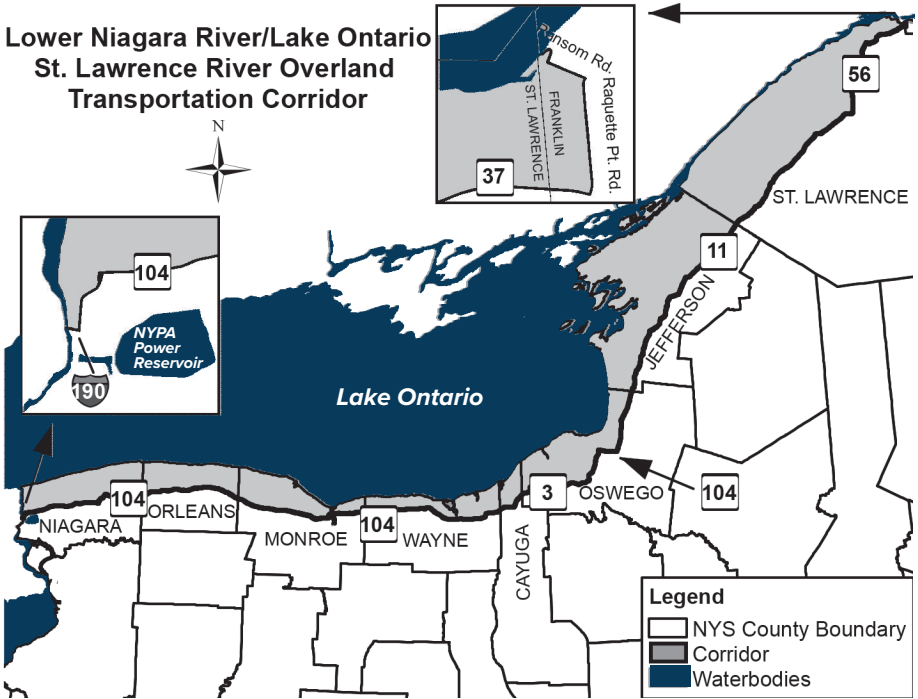 Lower Niagara River/Lake Ontario
St. Lawrence River Overland
Transportation Corridor
N
Ransom Rd.
Raquette Pt. Rd.
FRANKLIN
ST. LAWRENCE
37
56
ST. LAWRENCE
11
JEFFERSON
104
NYPA
Power
Reservoir
190
Lake Ontario
104
NIAGARA
ORLEANS
MONROE
104
WAYNE
CAYUGA
3
OSWEGO
104
Legend
NYS County Boundary
Corridor
Waterbodies